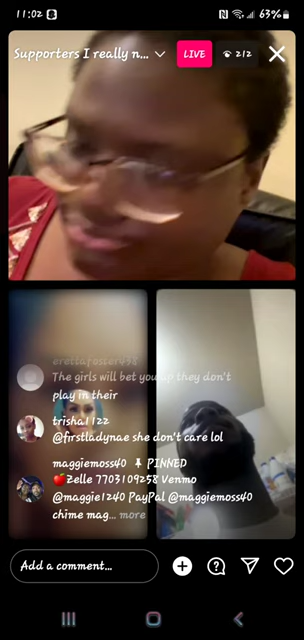 11:02
63%
Supporters I really n...
LIVE
212
erettafoster438
The girls will bet you up they don't
play in their
trisha1122
@firstladynae she don't care lol
maggiemoss40 PINNED
Zelle 7703109258 Venmo
@maggie1240 PayPal @maggiemoss40
chime mag... more
Add a comment...